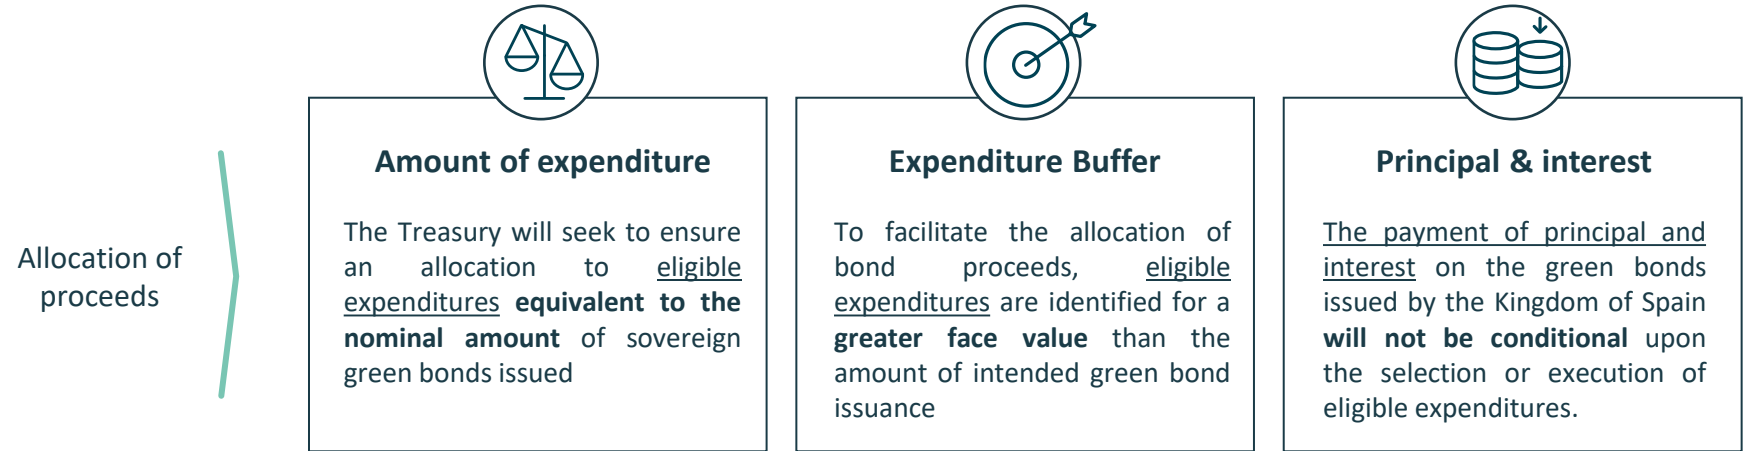 Allocation of
proceeds
Amount of expenditure
The Treasury will seek to ensure
an allocation to eligible
expenditures equivalent to the
nominal amount of sovereign
green bonds issued
Expenditure Buffer
To facilitate the allocation of
bond proceeds, eligible
expenditures are identified for a
greater face value than the
amount of intended green bond
issuance
Principal & interest
The payment of principal and
interest on the green bonds
issued by the Kingdom of Spain
will not be conditional upon
the selection or execution of
eligible expenditures.